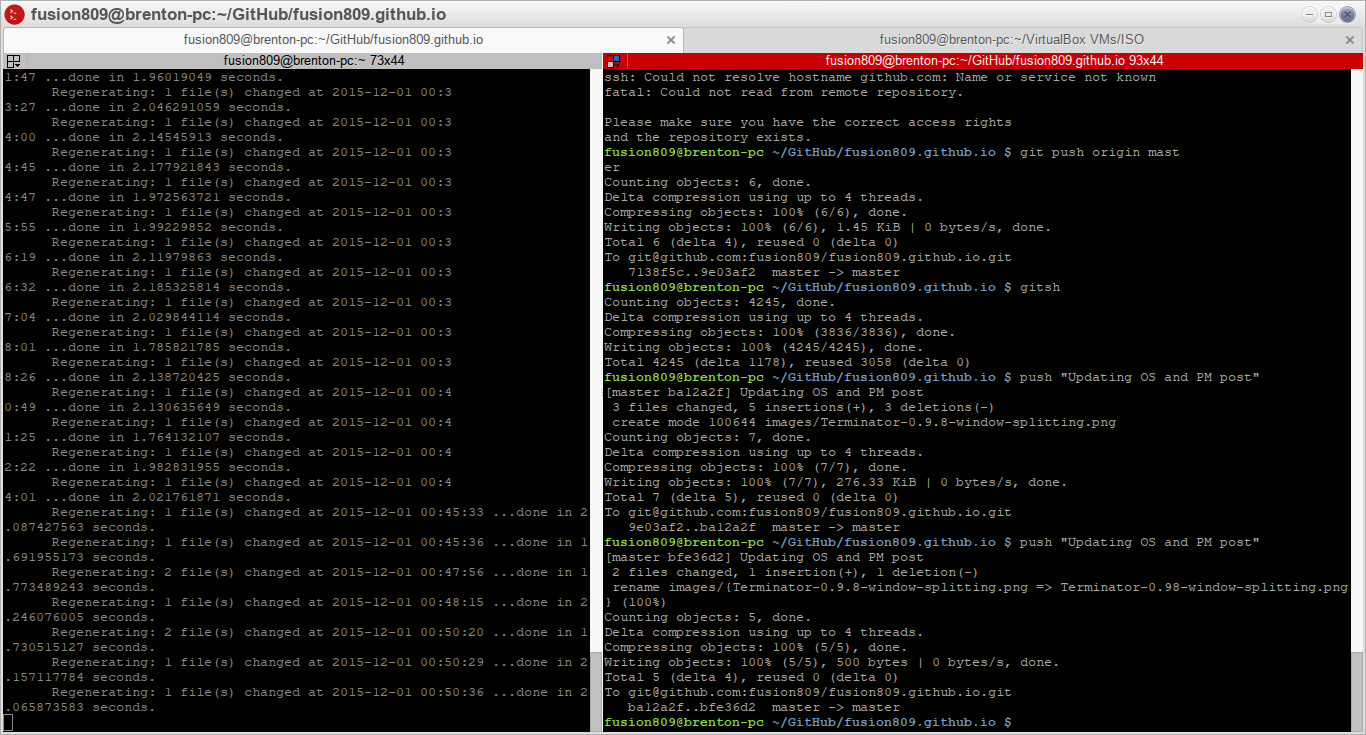 fusion809@brenton-pc:~/GitHub/fusion809.github.io
fusion809@brenton-pc:~/GitHub/fusion809.github.io
fusion809@brenton-pc:~/VirtualBox VMs/ISO
fusion809@brenton-pc:~ 73x44
1:47 ...done in 1.96019049 seconds.
Regenerating: 1 file(s) changed at 2015-12-01 00:3
3:27 ...done in 2.046291059 seconds.
Regenerating: 1 file(s) changed at 2015-12-01 00:3
4:00 ...done in 2.14545913 seconds.
Regenerating: 1 file(s) changed at 2015-12-01 00:3
4:45 ...done in 2.177921843 seconds.
Regenerating: 1 file(s) changed at 2015-12-01 00:3
4:47 ...done in 1.972563721 seconds.
Regenerating: 1 file(s) changed at 2015-12-01 00:3
5:55 ...done in 1.99229852 seconds.
Regenerating: 1 file(s) changed at 2015-12-01 00:3
6:19 ...done in 2.11979863 seconds.
Regenerating: 1 file(s) changed at 2015-12-01 00:3
6:32 ...done in 2.185325814 seconds.
Regenerating: 1 file(s) changed at 2015-12-01 00:3
7:04 ...done in 2.029844114 seconds.
Regenerating: 1 file(s) changed at 2015-12-01 00:3
8:01 ...done in 1.785821785 seconds.
Regenerating: 1 file(s) changed at 2015-12-01 00:3
8:26 ...done in 2.138720425 seconds.
Regenerating: 1 file(s) changed at 2015-12-01 00:4
0:49 ...done in 2.130635649 seconds.
Regenerating: 1 file(s) changed at 2015-12-01 00:4
1:25 ...done in 1.764132107 seconds.
Regenerating: 1 file(s) changed at 2015-12-01 00:4
2:22 ...done in 1.982831955 seconds.
Regenerating: 1 file(s) changed at 2015-12-01 00:4
4:01 ...done in 2.021761871 seconds.
Regenerating: 1 file(s) changed at 2015-12-01 00:45:33 ...done in 2
.087427563 seconds.
Regenerating: 1 file(s) changed at 2015-12-01 00:45:36 ...done in 1
.691955173 seconds.
Regenerating: 2 file(s) changed at 2015-12-01 00:47:56 ...done in 1
.773489243 seconds.
Regenerating: 1 file(s) changed at 2015-12-01 00:48:15 ...done in 2
.246076005 seconds.
Regenerating: 2 file(s) changed at 2015-12-01 00:50:20 ...done in 1
.730515127 seconds.
Regenerating: 1 file(s) changed at 2015-12-01 00:50:29 ...done in 2
.157117784 seconds.
Regenerating: 1 file(s) changed at 2015-12-01 00:50:36 ...done in 2
.065873583 seconds.
fusion809@brenton-pc:~/GitHub/fusion809.github.io 93x44
ssh: Could not resolve hostname github.com: Name or service not known
fatal: Could not read from remote repository.
Please make sure you have the correct access rights
and the repository exists.
fusion809@brenton-pc ~/GitHub/fusion809.github.io $ git push origin mast
er
Counting objects: 6, done.
Delta compression using up to 4 threads.
Compressing objects: 100% (6/6), done.
Writing objects: 100% (6/6), 1.45 KiB | 0 bytes/s, done.
Total 6 (delta 4), reused 0 (delta 0)
To git@github.com:fusion809/fusion809.github.io.git
7138f5c..9e03af2  master -> master
fusion809@brenton-pc ~/GitHub/fusion809.github.io $ gitsh
Counting objects: 4245, done.
Delta compression using up to 4 threads.
Compressing objects: 100% (3836/3836), done.
Writing objects: 100% (4245/4245), done.
Total 4245 (delta 1178), reused 3058 (delta 0)
fusion809@brenton-pc ~/GitHub/fusion809.github.io $ push "Updating OS and PM post"
[master ba12a2f] Updating OS and PM post
3 files changed, 5 insertions(+), 3 deletions(-)
create mode 100644 images/Terminator-0.9.8-window-splitting.png
Counting objects: 7, done.
Delta compression using up to 4 threads.
Compressing objects: 100% (7/7), done.
Writing objects: 100% (7/7), 276.33 KiB | 0 bytes/s, done.
Total 7 (delta 5), reused 0 (delta 0)
To git@github.com:fusion809/fusion809.github.io.git
9e03af2..ba12a2f  master -> master
fusion809@brenton-pc ~/GitHub/fusion809.github.io $ push "Updating OS and PM post"
[master bfe36d2] Updating OS and PM post
2 files changed, 1 insertion(+), 1 deletion(-)
rename images/{Terminator-0.9.8-window-splitting.png => Terminator-0.98-window-splitting.png
} (100%)
Counting objects: 5, done.
Delta compression using up to 4 threads.
Compressing objects: 100% (5/5), done.
Writing objects: 100% (5/5), 500 bytes | 0 bytes/s, done.
Total 5 (delta 4), reused 0 (delta 0)
To git@github.com:fusion809/fusion809.github.io.git
ba12a2f..bfe36d2  master -> master
fusion809@brenton-pc ~/GitHub/fusion809.github.io $